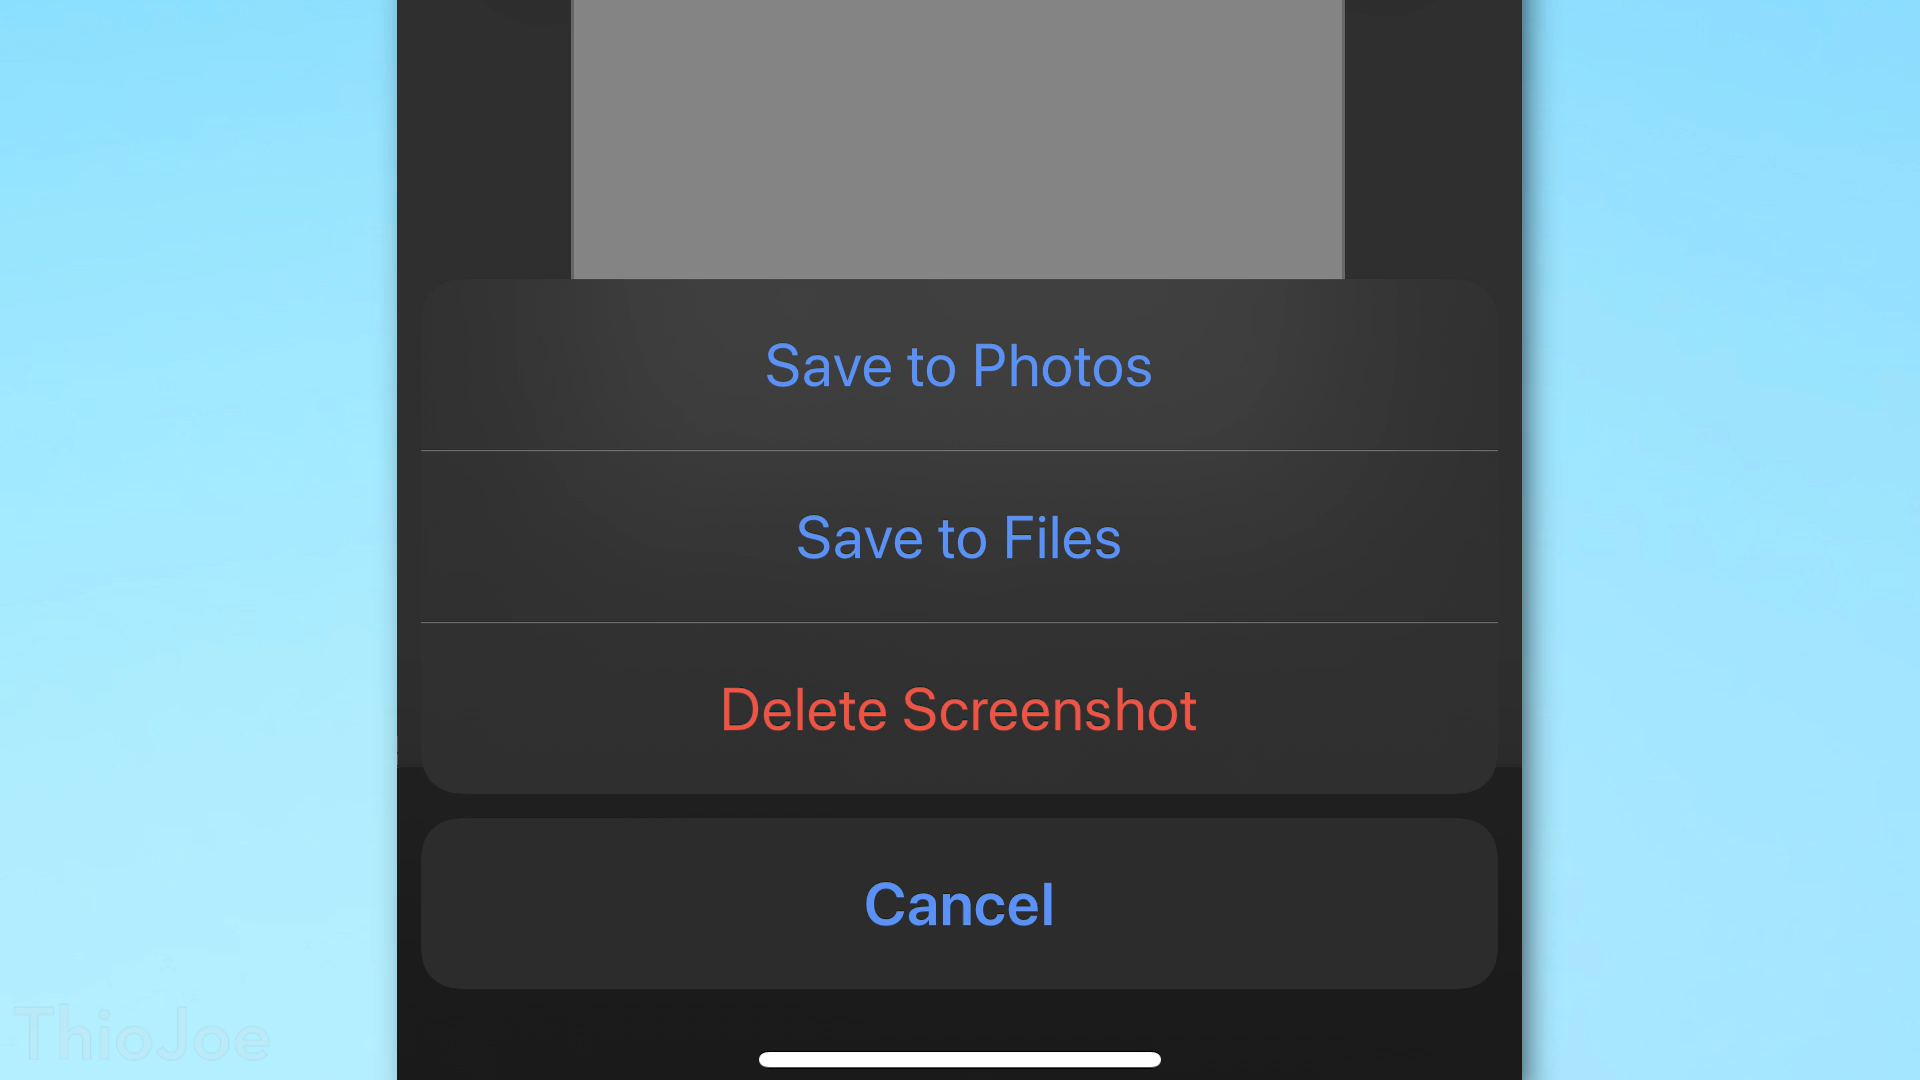 Save to Photos
Save to Files
Delete Screenshot
Cancel
ThioJoe